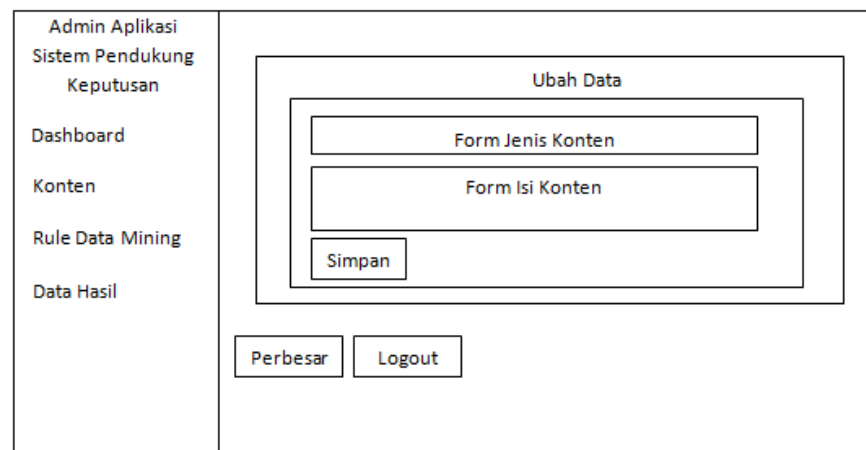 Admin Aplikasi
Sistem Pendukung
Keputusan
Dashboard
Konten
Rule Data Mining
Data Hasil
Ubah Data
Form Jenis Konten
Form Isi Konten
Simpan
Perbesar
Logout